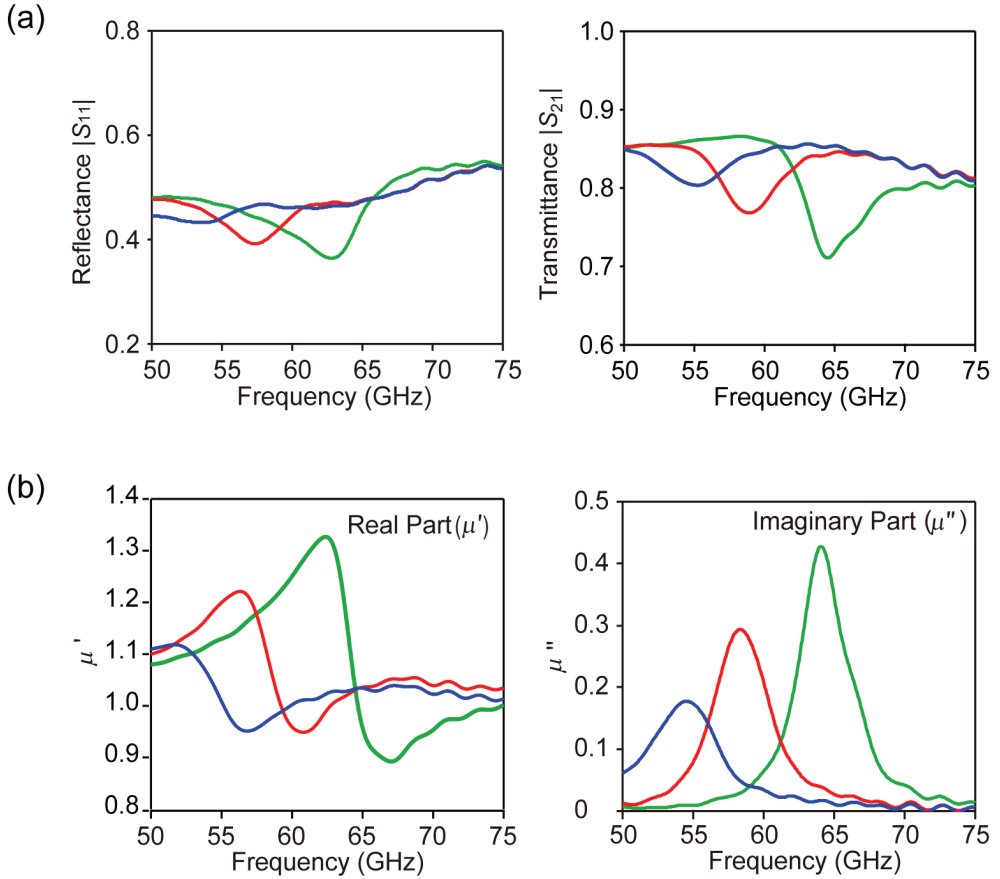 (a)
0.8
0.6
0.4
0.2
Reflectance |S11|
50 55 60 65 70 75
Frequency (GHz)
1.0
0.9
0.8
0.7
0.6
Transmittance |S21|
50 55 60 65 70 75
Frequency (GHz)
(b)
1.4
1.3
1.2
1.1
1.0
0.9
0.8
μ'
Real Part(μ')
50 55 60 65 70 75
Frequency (GHz)
0.5
0.4
0.3
0.2
0.1
0
μ"
Imaginary Part (μ")
50 55 60 65 70 75
Frequency (GHz)